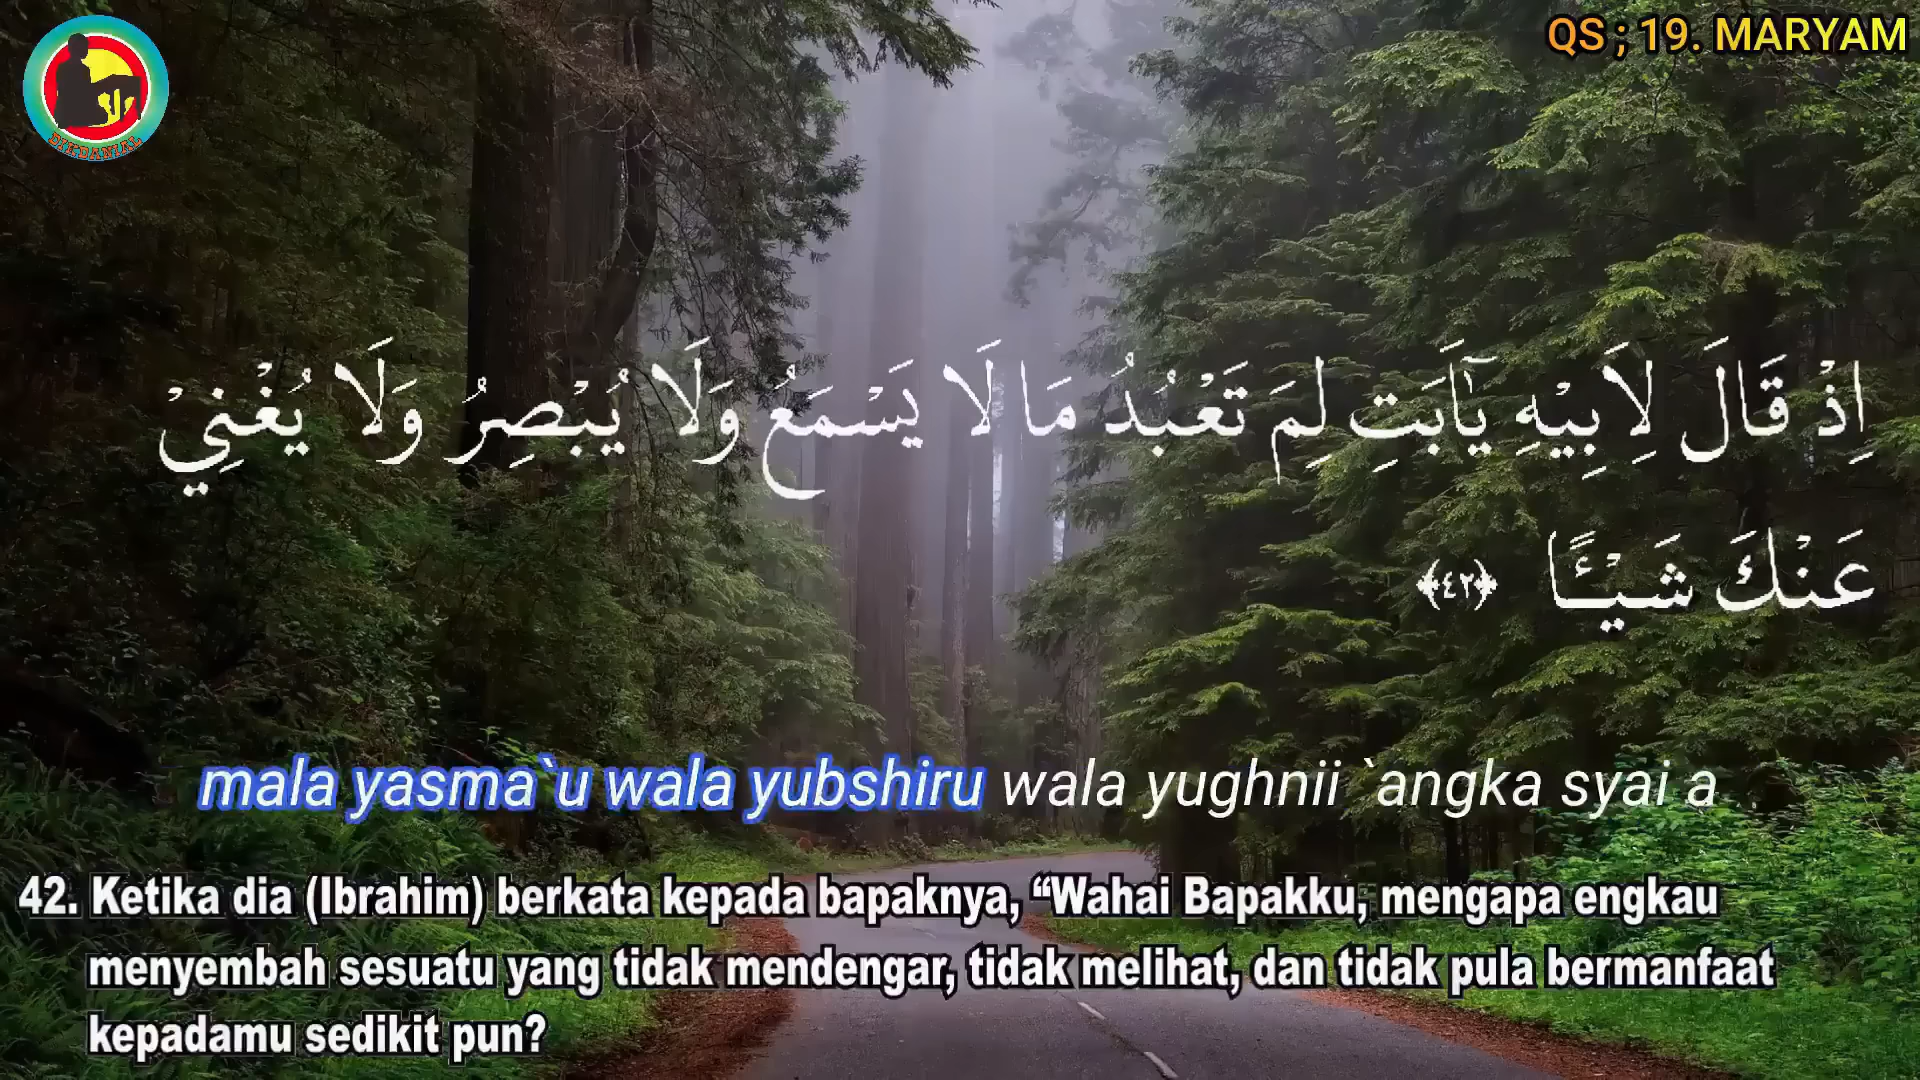 QS ; 19. MARYAM
DIKDANIAL
اِذْ قَالَ لِاَبِيْهِ يٰٓاَبَتِ لِمَ تَعْبُدُ مَا لَا يَسْمَعُ وَلَا يُبْصِرُ وَلَا يُغْنِيْ
عَنْكَ شَيْـًٔا ﴿٤٢﴾
mala yasma`u wala yubshiru wala yughnii `angka syai a
42. Ketika dia (Ibrahim) berkata kepada bapaknya, “Wahai Bapakku, mengapa engkau
menyembah sesuatu yang tidak mendengar, tidak melihat, dan tidak pula bermanfaat
kepadamu sedikit pun?